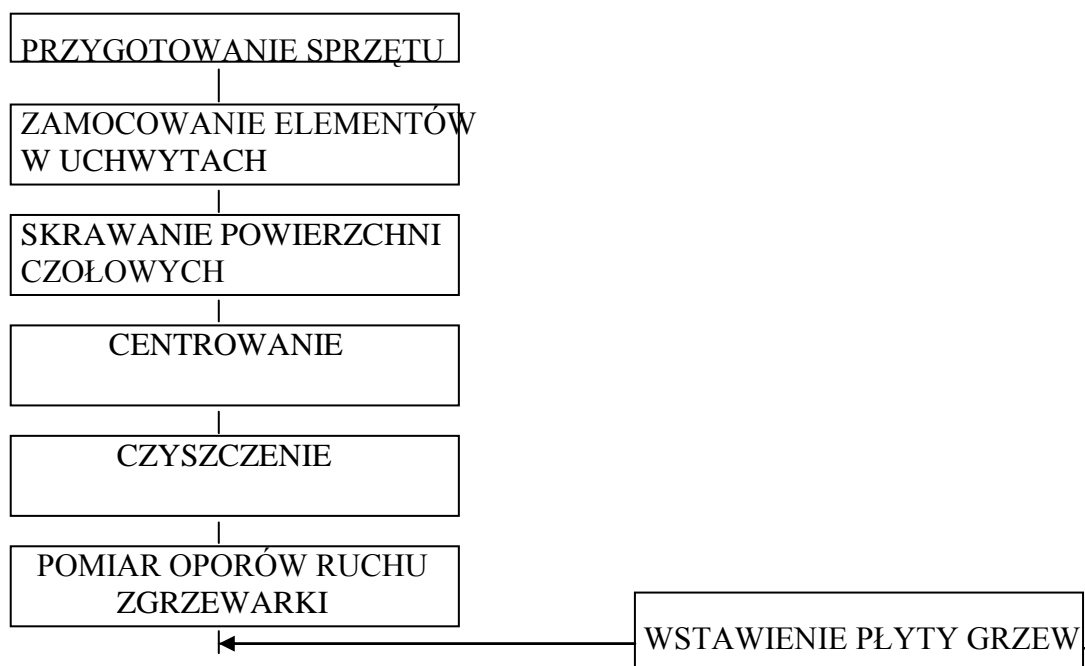 PRZYGOTOWANIE SPRZĘTU
ZAMOCOWANIE ELEMENTÓW
W UCHWYTACH
SKRAWANIE POWIERZCHNI
CZOŁOWYCH
CENTROWANIE
CZYSZCZENIE
POMIAR OPORÓW RUCHU
ZGRZEWARKI
WSTAWIENIE PŁYTY GRZEW